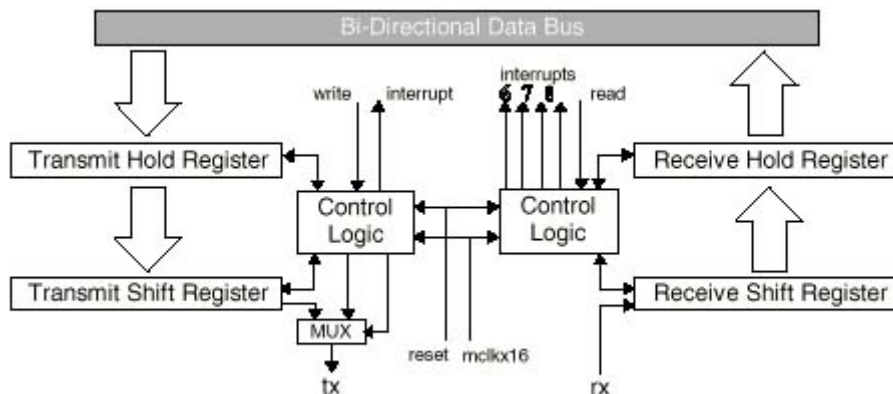 Bi-Directional Data Bus
interrupts
write interrupt
6 7 8
read
Transmit Hold Register
Receive Hold Register
Control Logic
Control Logic
Transmit Shift Register
Receive Shift Register
MUX
reset
mclkx16
tx
rx